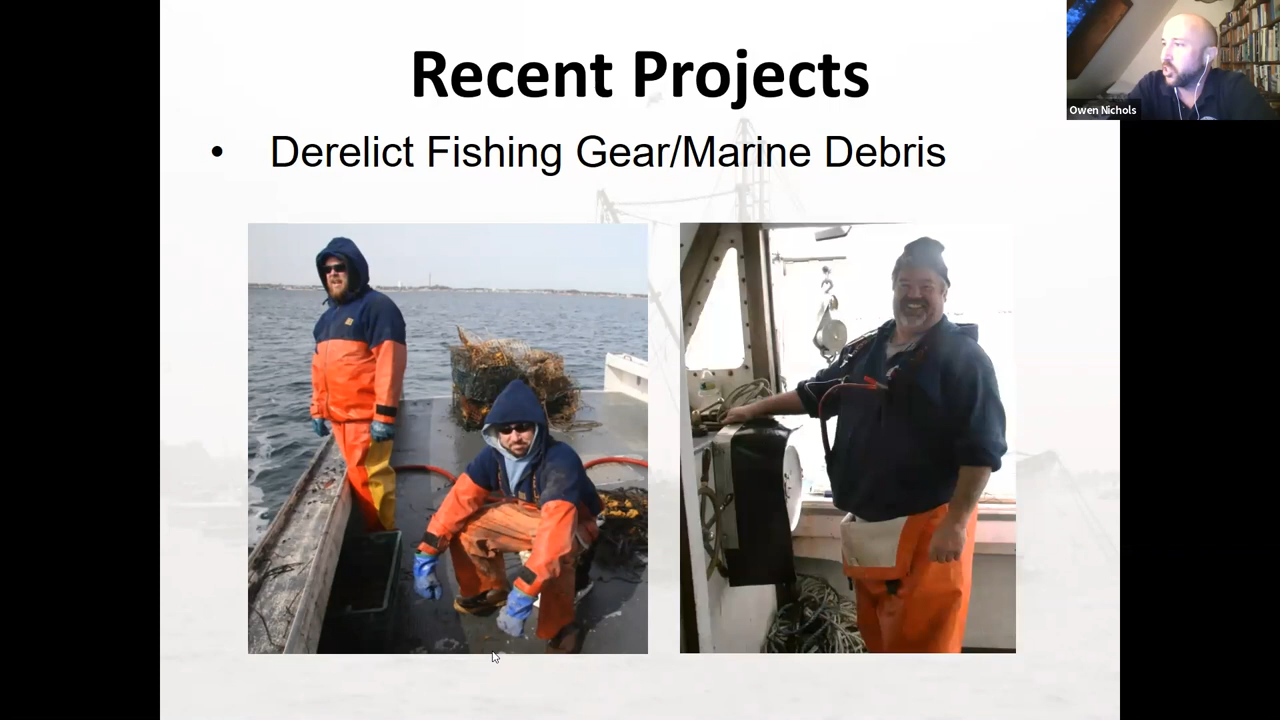 Recent Projects
• Derelict Fishing Gear/Marine Debris
Owen Nichols